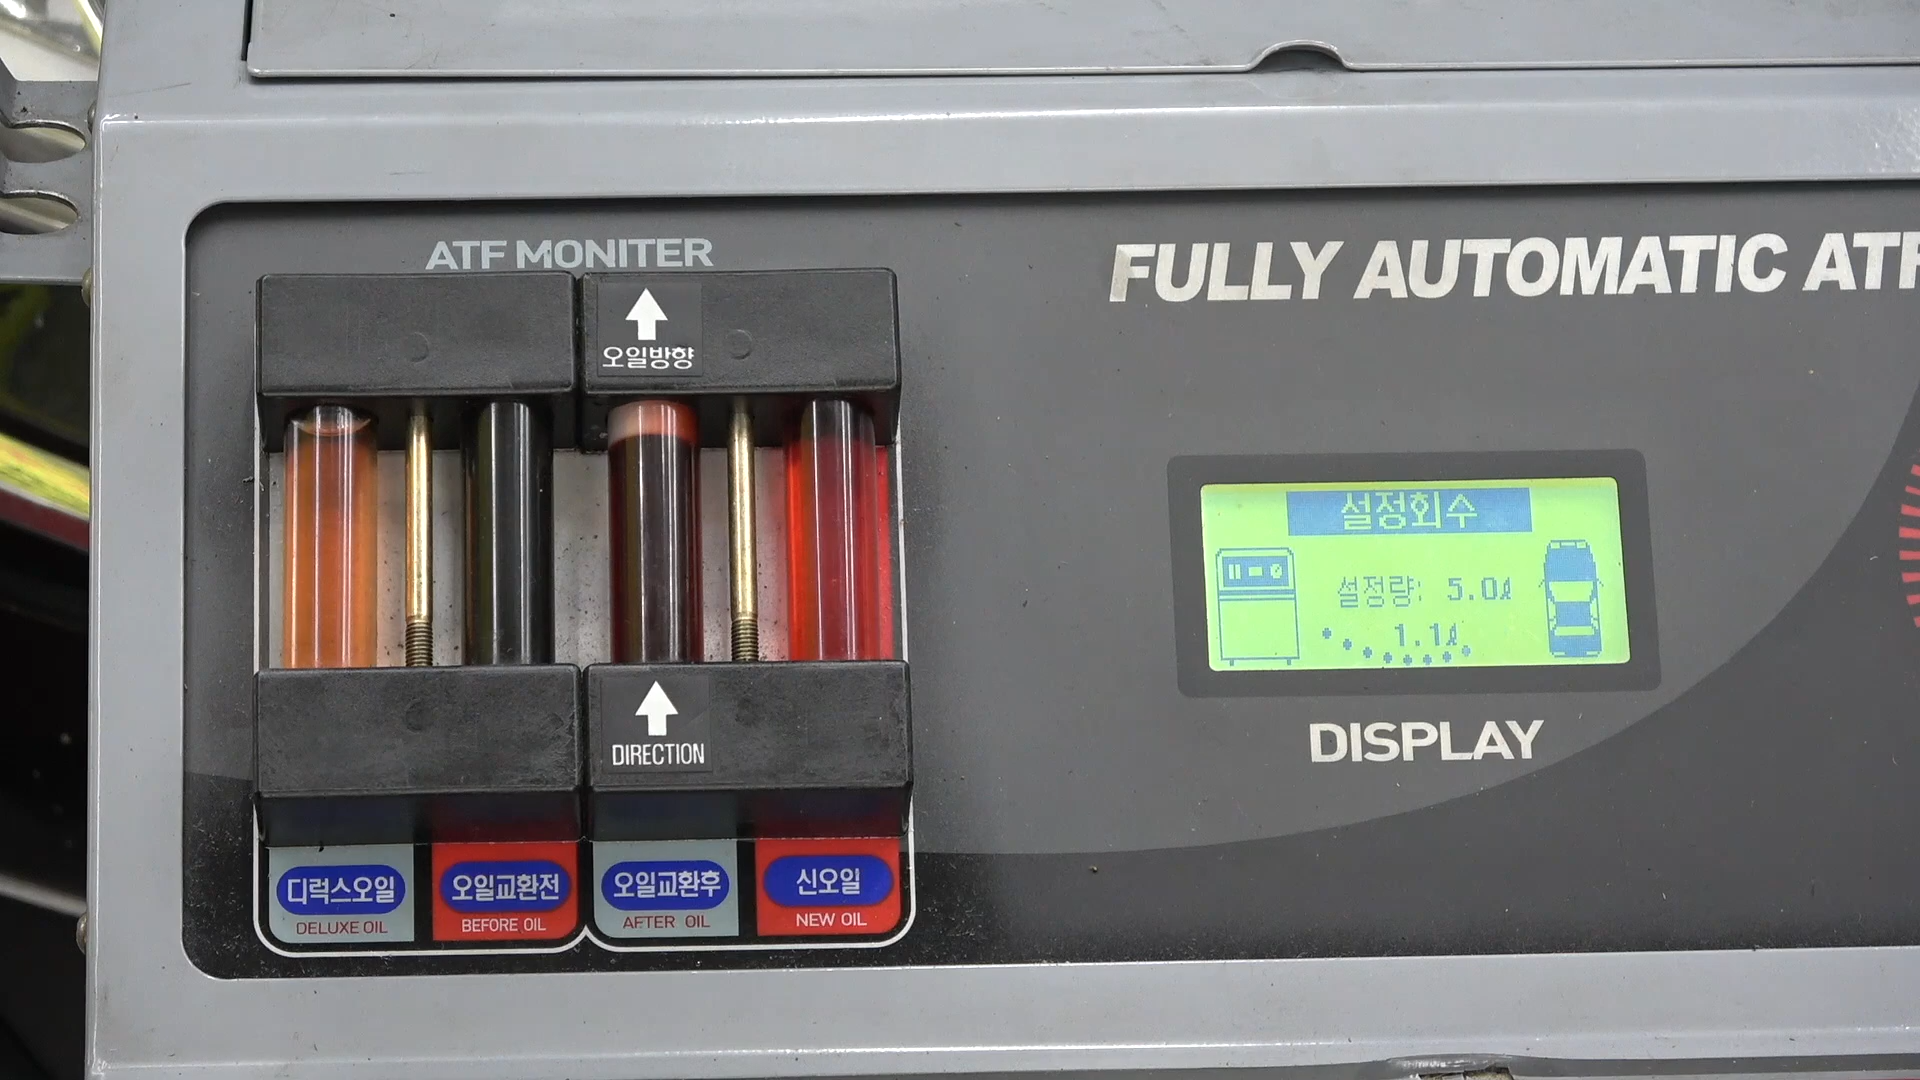 ATF MONITER
오일방향
DIRECTION
디럭스오일
DELUXE OIL
오일교환전
BEFORE OIL
오일교환후
AFTER OIL
신오일
NEW OIL
FULLY AUTOMATIC ATF
설정회수
설정량: 5.0ℓ
1.1ℓ
DISPLAY